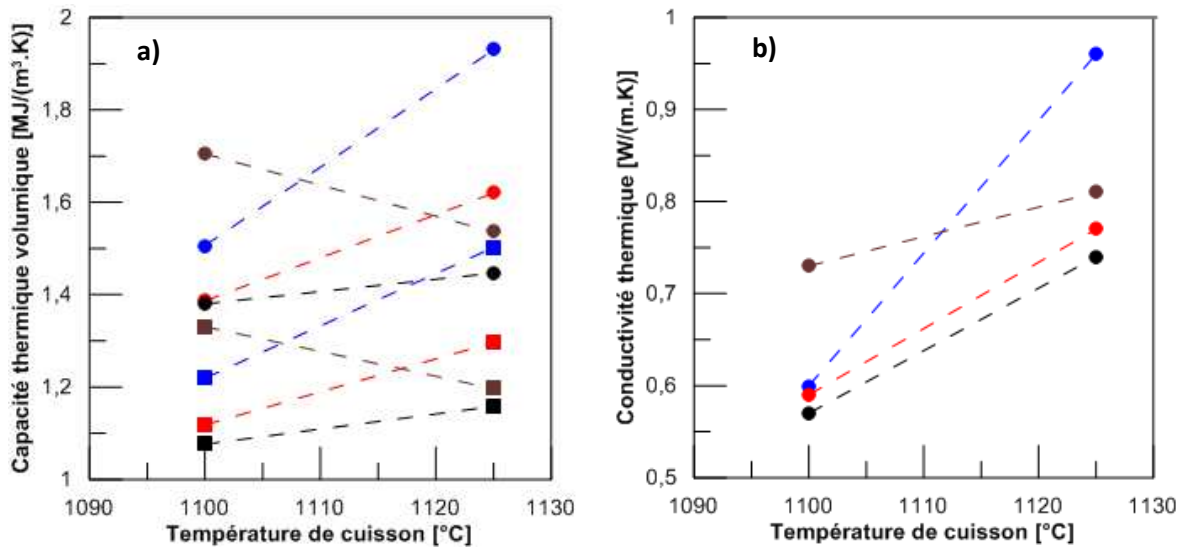 a)
Capacité thermique volumique [MJ/(m³.K)]
2
1,8
1,6
1,4
1,2
1
1090 1100 1110 1120 1130
Température de cuisson [°C]
b)
Conductivité thermique [W/(m.K)]
1
0,9
0,8
0,7
0,6
0,5
1090 1100 1110 1120 1130
Température de cuisson [°C]